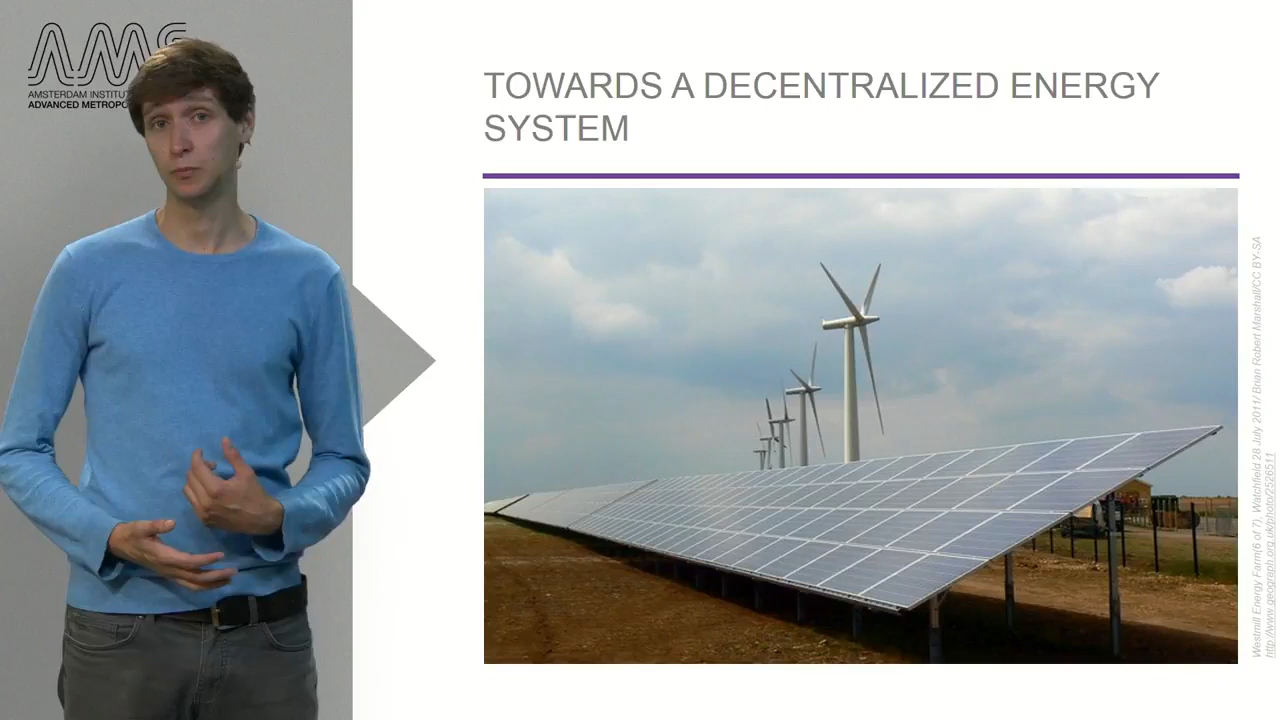 AMS
AMSTERDAM INSTITU
ADVANCED METROPO
TOWARDS A DECENTRALIZED ENERGY
SYSTEM
Westmill Energy Farm(6 of 7), Watchfield 28 July 2011/ Brian Robert Marshall/CC BY-SA
http://www.geograph.org.uk/photo/2526511